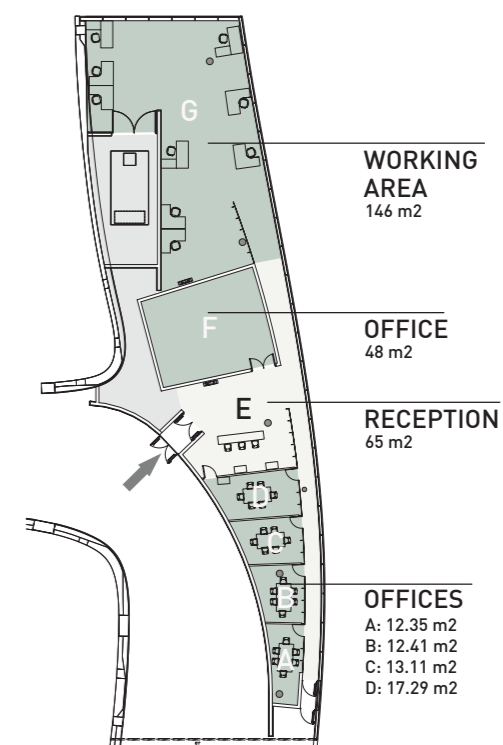 G
WORKING
AREA
146 m2
F
OFFICE
48 m2
E
RECEPTION
65 m2
D
C
B
A
OFFICES
A: 12.35 m2
B: 12.41 m2
C: 13.11 m2
D: 17.29 m2